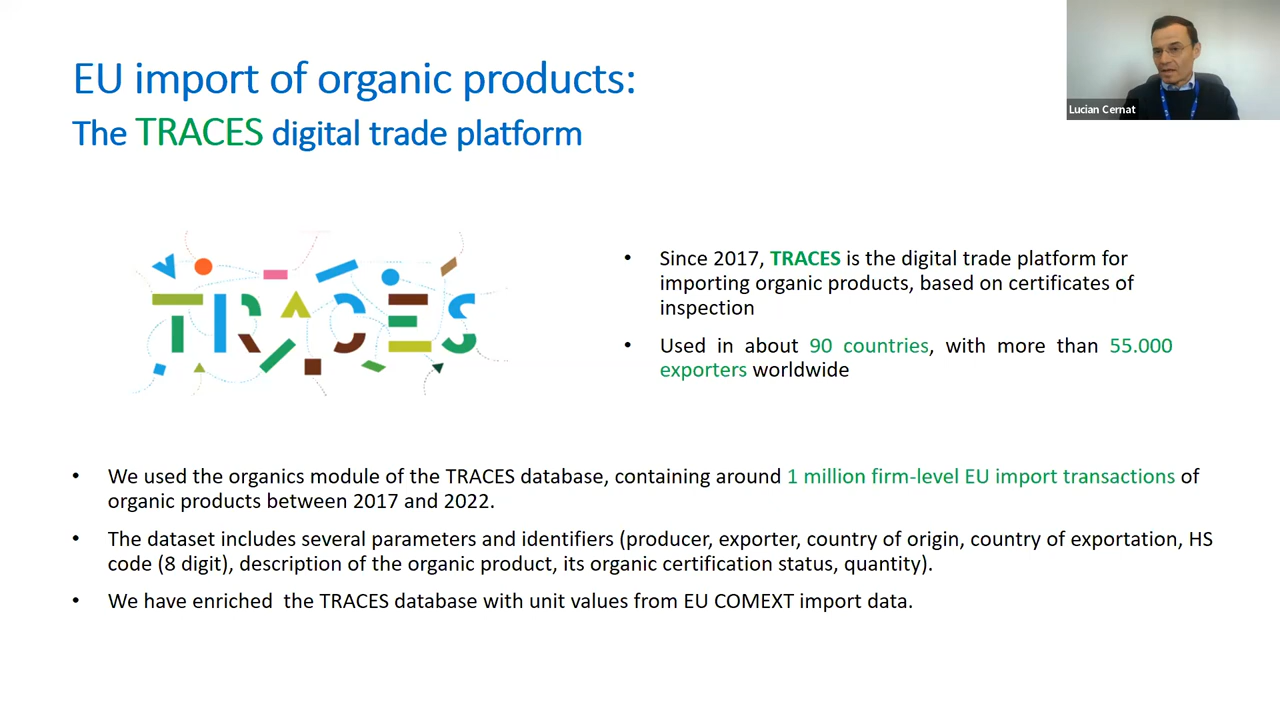 EU import of organic products:
The TRACES digital trade platform
Lucian Cernat
TRACES
• Since 2017, TRACES is the digital trade platform for
importing organic products, based on certificates of
inspection
• Used in about 90 countries, with more than 55.000
exporters worldwide
• We used the organics module of the TRACES database, containing around 1 million firm-level EU import transactions of
organic products between 2017 and 2022.
• The dataset includes several parameters and identifiers (producer, exporter, country of origin, country of exportation, HS
code (8 digit), description of the organic product, its organic certification status, quantity).
• We have enriched the TRACES database with unit values from EU COMEXT import data.